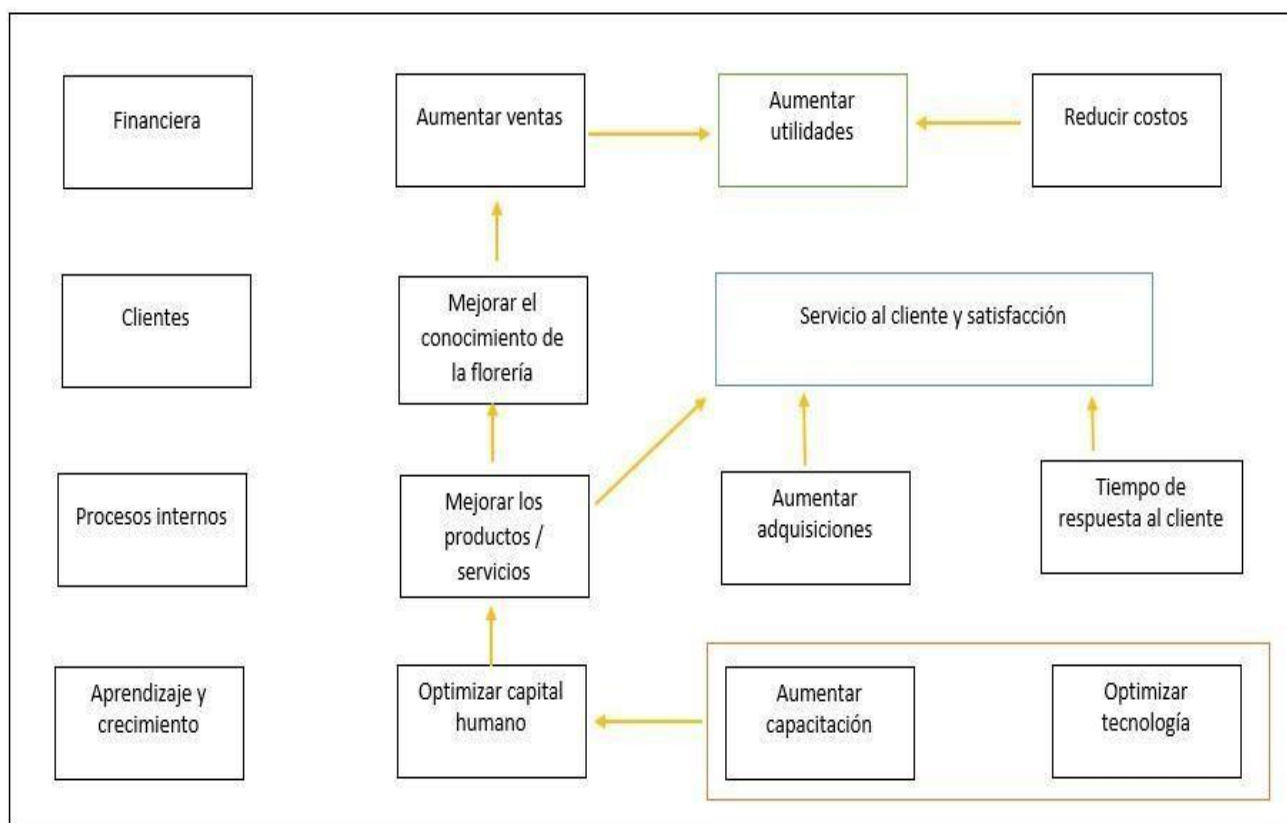 Financiera
Aumentar ventas
Aumentar
utilidades
Reducir costos
Clientes
Mejorar el
conocimiento de
la florería
Servicio al cliente y satisfacción
Procesos internos
Mejorar los
productos /
servicios
Aumentar
adquisiciones
Tiempo de
respuesta al cliente
Aprendizaje y
crecimiento
Optimizar capital
humano
Aumentar
capacitación
Optimizar
tecnología